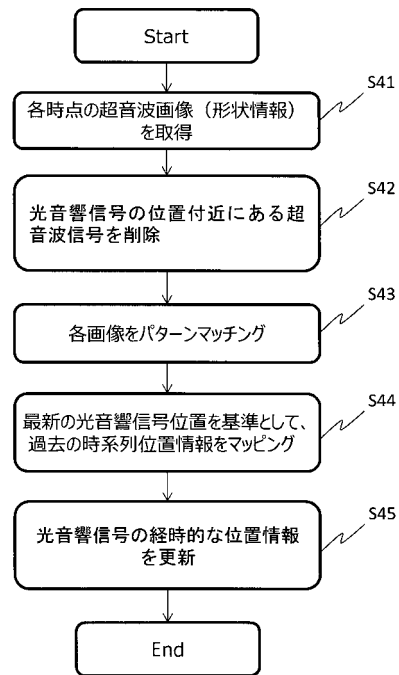 Start
S41
各時点の超音波画像（形状情報）
を取得
S42
光音響信号の位置付近にある超
音波信号を削除
S43
各画像をパターンマッチング
S44
最新の光音響信号位置を基準として、
過去の時系列位置情報をマッピング
S45
光音響信号の経時的な位置情報
を更新
End